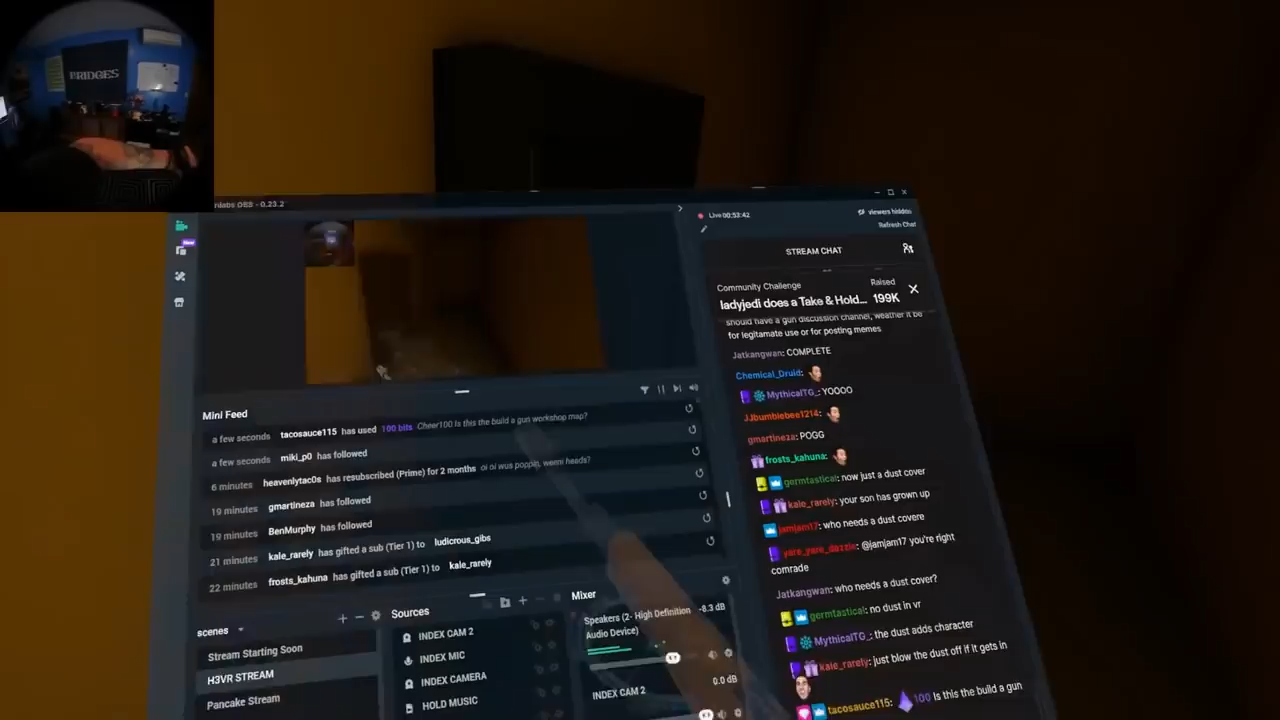 BRIDGES
rdabs OBS - 0.23.2
Live 00:53:42
viewers hidden
Refresh Chat
STREAM CHAT
Community Challenge
Raised
ladyjedi does a Take & Hold... 199K
should have a gun discussion channel, weather it be
for legitamate use or for posting memes
Jatkangwan: COMPLETE
Chemical_Druid:
MythicalTG_: YOOOO
JJbumblebee1214:
gmartineza: POGG
frosts_kahuna:
germtastical: now just a dust cover
kale_rarely: your son has grown up
jamjam17: who needs a dust covere
yare_yare_dazzle: @jamjam17 you're right
comrade
Jatkangwan: who needs a dust cover?
germtastical: no dust in vr
MythicalTG_: the dust adds character
kale_rarely: just blow the dust off if it gets in
tacosauce115: 100 Is this the build a gun
Mini Feed
a few seconds tacosauce115 has used 100 bits Cheer100 Is this the build a gun workshop map?
a few seconds miki_p0 has followed
6 minutes heavenlytac0s has resubscribed (Prime) for 2 months oi oi wus poppin, wenni heads?
19 minutes gmartineza has followed
19 minutes BenMurphy has followed
21 minutes kale_rarely has gifted a sub (Tier 1) to ludicrous_gibs
22 minutes frosts_kahuna has gifted a sub (Tier 1) to kale_rarely
scenes
Stream Starting Soon
H3VR STREAM
Pancake Stream
Sources
INDEX CAM 2
INDEX MIC
INDEX CAMERA
HOLD MUSIC
Mixer
Speakers (2- High Definition
Audio Device)
-8.3 dB
INDEX CAM 2
0.0 dB